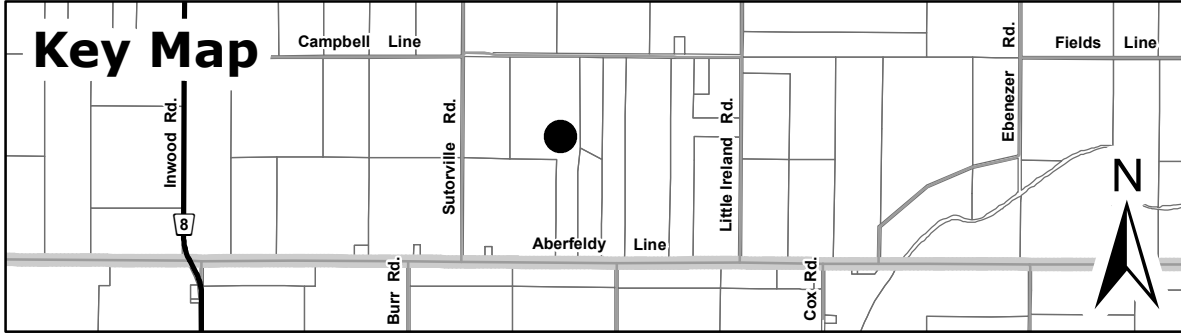 Key Map
Campbell Line
Fields Line
Inwood Rd.
Sutorville Rd.
Little Ireland Rd.
Ebenezer Rd.
8
N
Aberfeldy Line
Burr Rd.
Cox Rd.